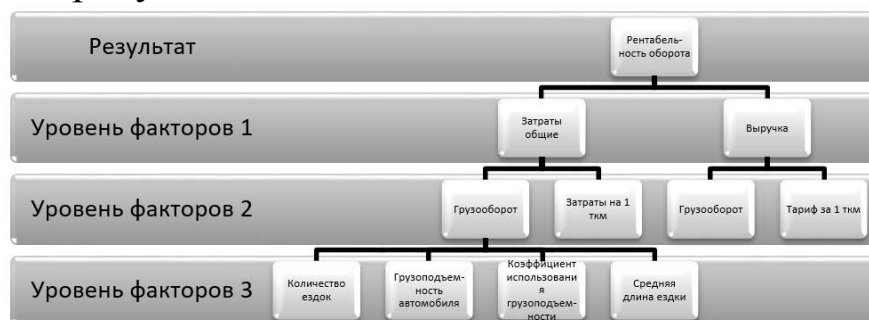 Результат
Рентабель-
ность оборота
Уровень факторов 1
Затраты
общие
Выручка
Уровень факторов 2
Грузооборот
Затраты на 1
ткм
Грузооборот
Тариф за 1 ткм
Уровень факторов 3
Количество
ездок
Грузоподъем-
ность
автомобиля
Коэффициент
использовани
я
грузоподъем-
ности
Средняя
длина ездки